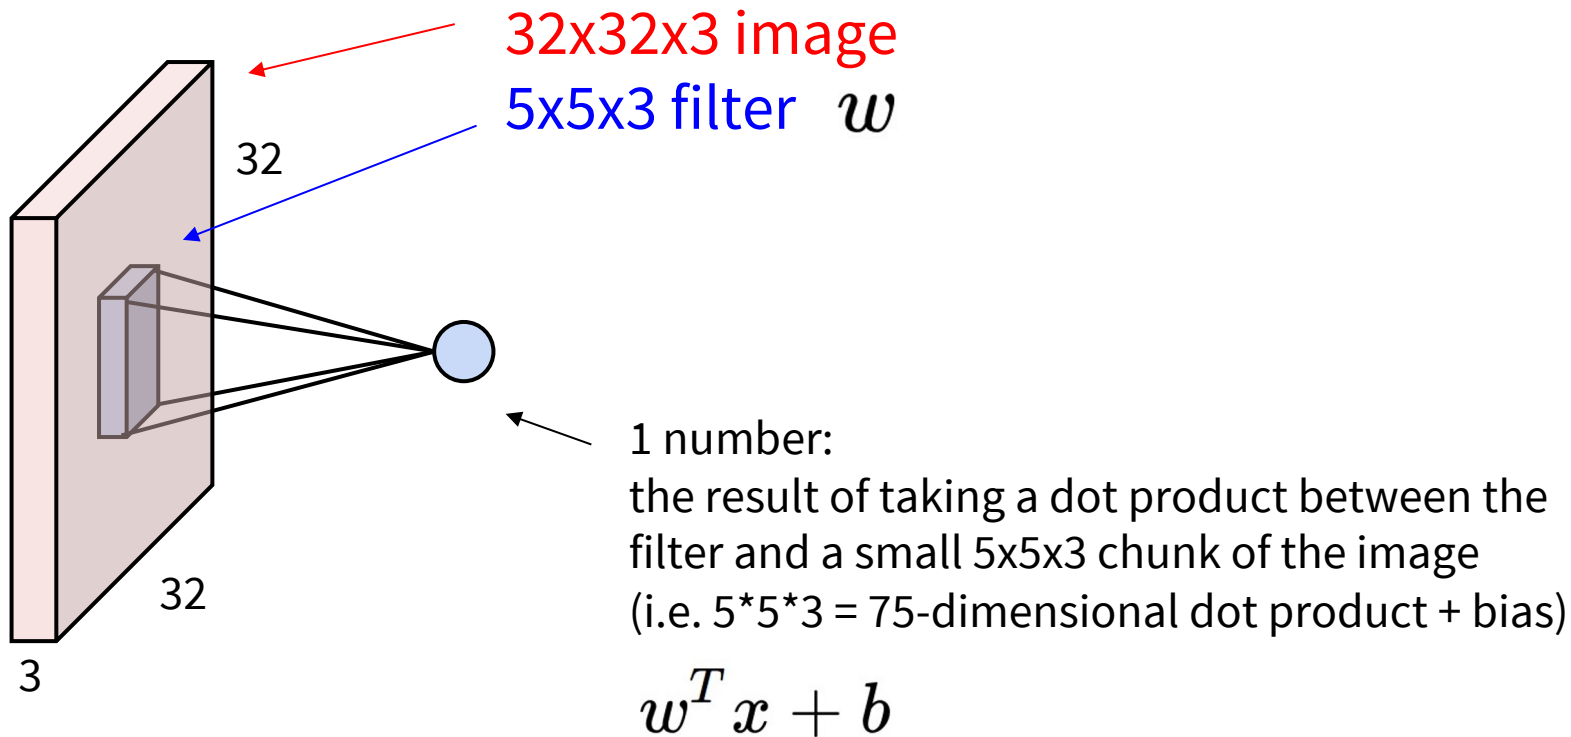 32x32x3 image
5x5x3 filter w
32
32
3
1 number:
the result of taking a dot product between the
filter and a small 5x5x3 chunk of the image
(i.e. 5*5*3 = 75-dimensional dot product + bias)
w^T x + b